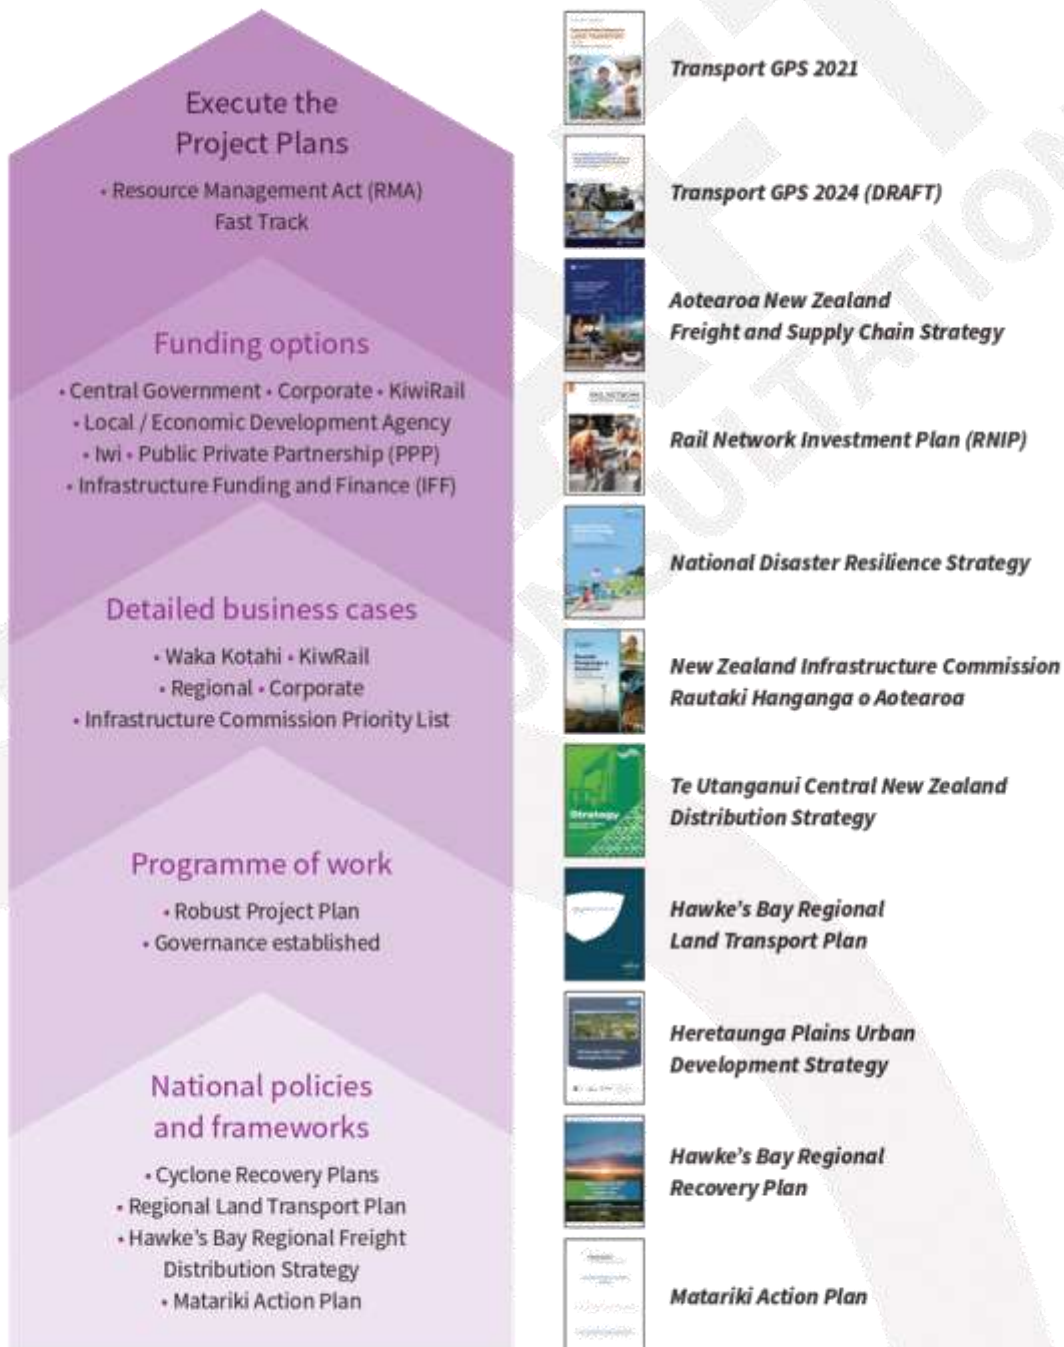 Execute the
Project Plans
• Resource Management Act (RMA)
Fast Track
Funding options
• Central Government • Corporate • KiwiRail
• Local / Economic Development Agency
• Iwi • Public Private Partnership (PPP)
• Infrastructure Funding and Finance (IFF)
Detailed business cases
• Waka Kotahi • KiwRail
• Regional • Corporate
• Infrastructure Commission Priority List
Programme of work
• Robust Project Plan
• Governance established
National policies
and frameworks
• Cyclone Recovery Plans
• Regional Land Transport Plan
• Hawke's Bay Regional Freight
Distribution Strategy
• Matariki Action Plan
Transport GPS 2021
Transport GPS 2024 (DRAFT)
Aotearoa New Zealand
Freight and Supply Chain Strategy
Rail Network Investment Plan (RNIP)
National Disaster Resilience Strategy
New Zealand Infrastructure Commission
Rautaki Hanganga o Aotearoa
Te Utanganui Central New Zealand
Distribution Strategy
Strategy
Hawke's Bay Regional
Land Transport Plan
Heretaunga Plains Urban
Development Strategy
Hawke's Bay Regional
Recovery Plan
Matariki Action Plan